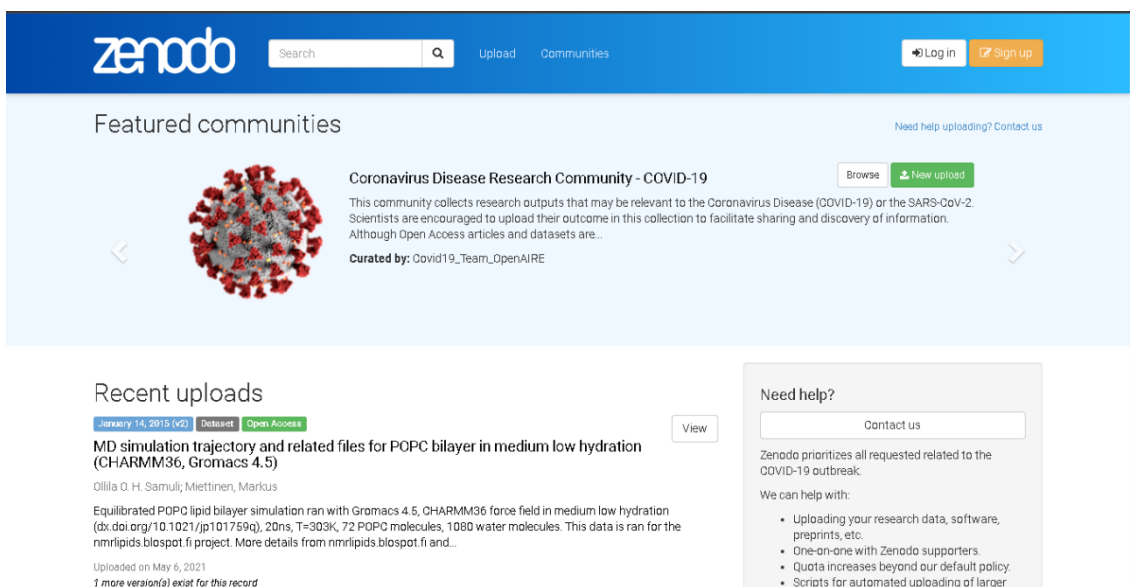 zenodo
Search
Upload
Communities
Log in
Sign up
Featured communities
Need help uploading? Contact us
Coronavirus Disease Research Community - COVID-19
Browse
New upload
This community collects research outputs that may be relevant to the Coronavirus Disease (COVID-19) or the SARS-CoV-2.
Scientists are encouraged to upload their outcome in this collection to facilitate sharing and discovery of information.
Although Open Access articles and datasets are...
Curated by: Covid19_Team_OpenAIRE
Recent uploads
January 14, 2015 (v2)
Dataset
Open Access
View
MD simulation trajectory and related files for POPC bilayer in medium low hydration
(CHARMM36, Gromacs 4.5)
Ollila O. H. Samuli; Miettinen, Markus
Equilibrated POPC lipid bilayer simulation ran with Gromacs 4.5, CHARMM36 force field in medium low hydration
(dx.doi.org/10.1021/jp101759q), 20ns, T=303K, 72 POPC molecules, 1080 water molecules. This data is ran for the
nmrlipids.blospot.fi project. More details from nmrlipids.blospot.fi and...
Uploaded on May 6, 2021
1 more version(s) exist for this record
Need help?
Contact us
Zenodo prioritizes all requested related to the
COVID-19 outbreak.
We can help with:
Uploading your research data, software,
preprints, etc.
One-on-one with Zenodo supporters.
Quota increases beyond our default policy.
Scripts for automated uploading of larger